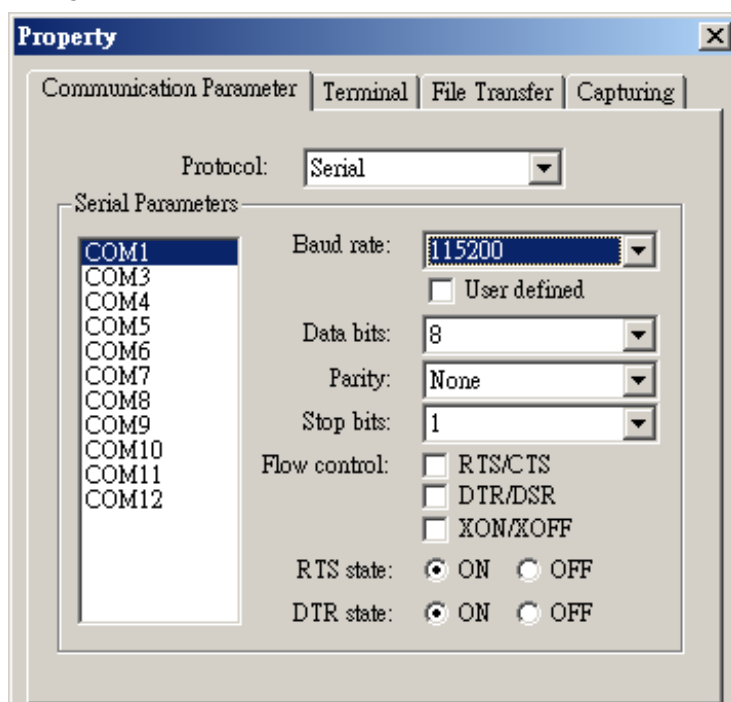 Property
Communication Parameter Terminal File Transfer Capturing
Protocol: Serial
Serial Parameters
COM1
COM3
COM4
COM5
COM6
COM7
COM8
COM9
COM10
COM11
COM12
Baud rate: 115200
User defined
Data bits: 8
Parity: None
Stop bits: 1
Flow control: RTS/CTS
DTR/DSR
XON/XOFF
RTS state: ON OFF
DTR state: ON OFF